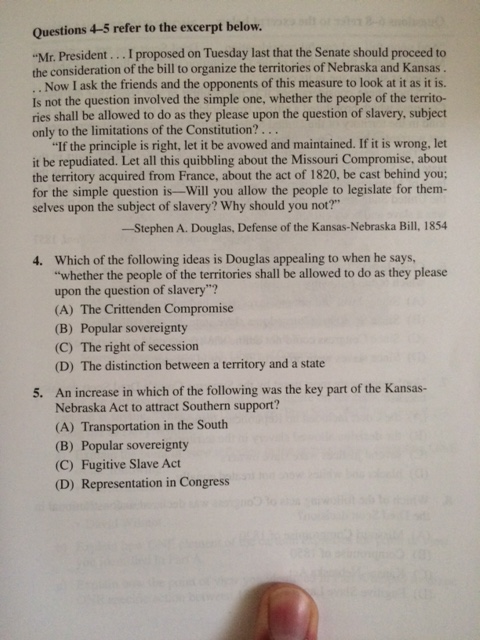 Questions 4–5 refer to the excerpt below.
“Mr. President . . . I proposed on Tuesday last that the Senate should proceed to
the consideration of the bill to organize the territories of Nebraska and Kansas .
. . Now I ask the friends and the opponents of this measure to look at it as it is.
Is not the question involved the simple one, whether the people of the territo-
ries shall be allowed to do as they please upon the question of slavery, subject
only to the limitations of the Constitution? . . .
“If the principle is right, let it be avowed and maintained. If it is wrong, let
it be repudiated. Let all this quibbling about the Missouri Compromise, about
the territory acquired from France, about the act of 1820, be cast behind you;
for the simple question is—Will you allow the people to legislate for them-
selves upon the subject of slavery? Why should you not?”
—Stephen A. Douglas, Defense of the Kansas-Nebraska Bill, 1854
4. Which of the following ideas is Douglas appealing to when he says,
“whether the people of the territories shall be allowed to do as they please
upon the question of slavery”?
(A) The Crittenden Compromise
(B) Popular sovereignty
(C) The right of secession
(D) The distinction between a territory and a state
5. An increase in which of the following was the key part of the Kansas-
Nebraska Act to attract Southern support?
(A) Transportation in the South
(B) Popular sovereignty
(C) Fugitive Slave Act
(D) Representation in Congress